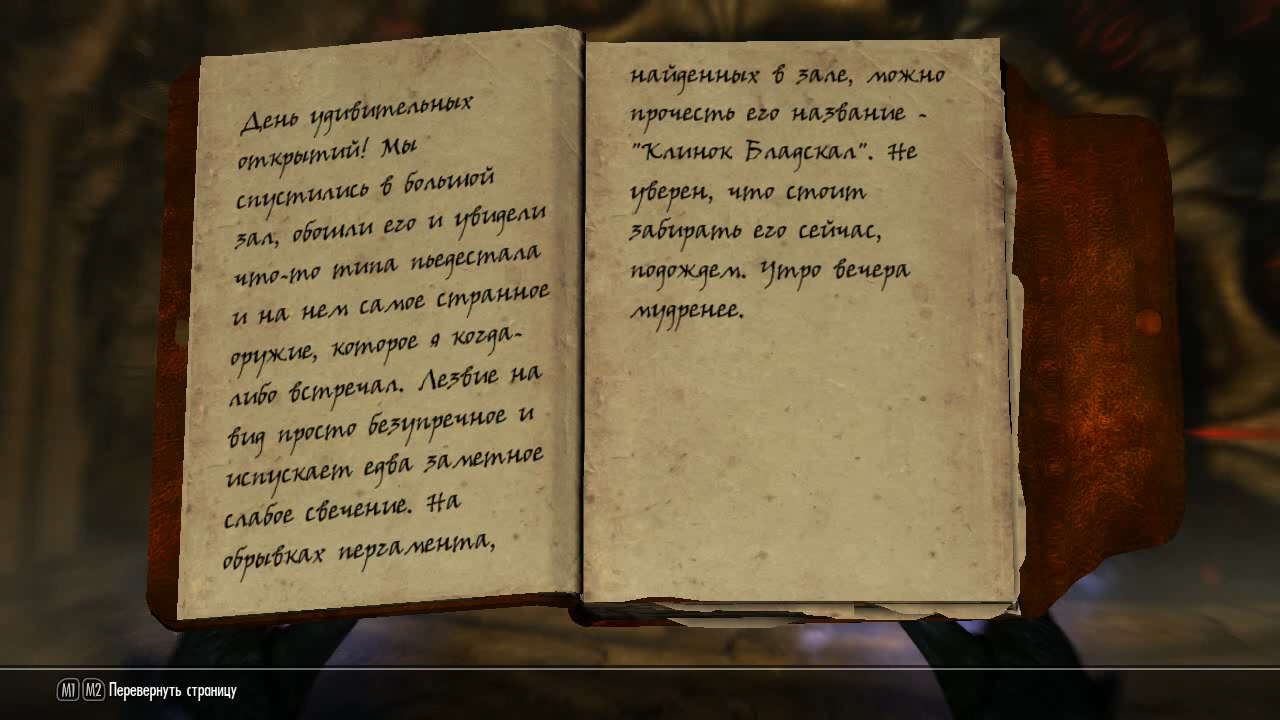 День удивительных
открытий! Мы
спустились в большой
зал, обошли его и увидели
что-то типа пьедестала
и на нем самое странное
оружие, которое я когда-
либо встречал. Лезвие на
вид просто безупречное и
испускает едва заметное
слабое свечение. На
обрывках пергамента,
найденных в зале, можно
прочесть его название -
"Клинок Бладскал". Не
уверен, что стоит
забирать его сейчас,
подождем. Утро вечера
мудренее.
M1 M2 Перевернуть страницу